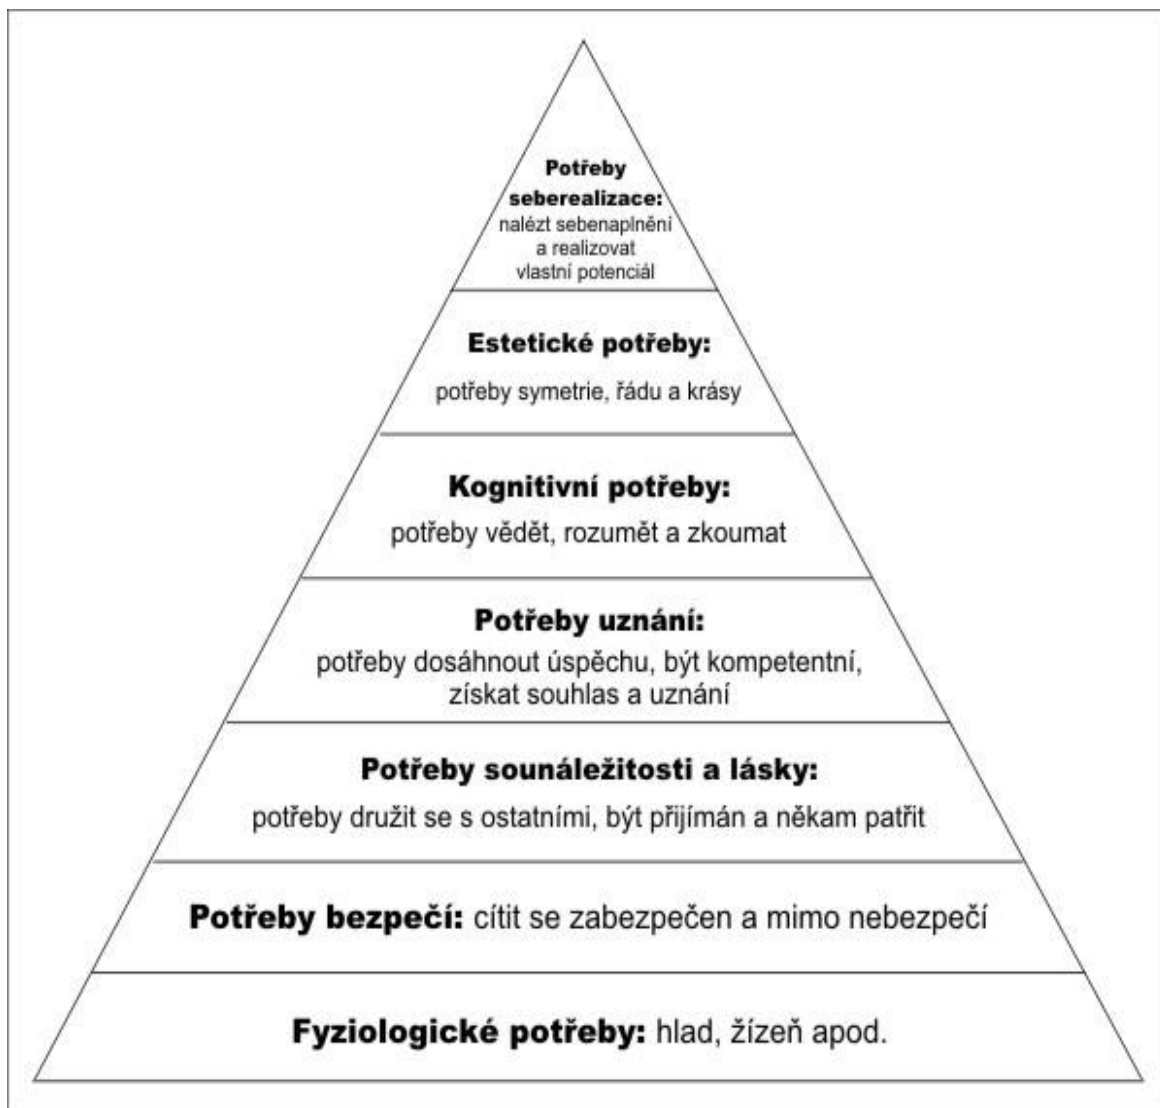 Potřeby
seberealizace:
nalézt sebenaplnění
a realizovat
vlastní potenciál
Estetické potřeby:
potřeby symetrie, řádu a krásy
Kognitivní potřeby:
potřeby vědět, rozumět a zkoumat
Potřeby uznání:
potřeby dosáhnout úspěchu, být kompetentní,
získat souhlas a uznání
Potřeby sounáležitosti a lásky:
potřeby družit se s ostatními, být přijímán a někam patřit
Potřeby bezpečí: cítit se zabezpečen a mimo nebezpečí
Fyziologické potřeby: hlad, žízeň apod.